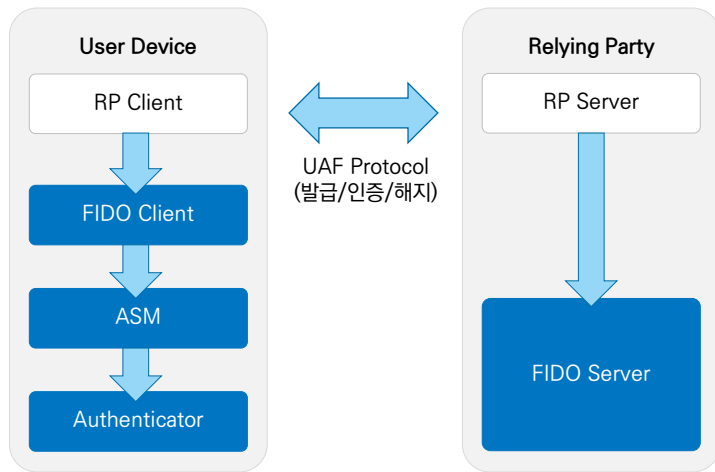 User Device
RP Client
FIDO Client
ASM
Authenticator
UAF Protocol
(발급/인증/해지)
Relying Party
RP Server
FIDO Server